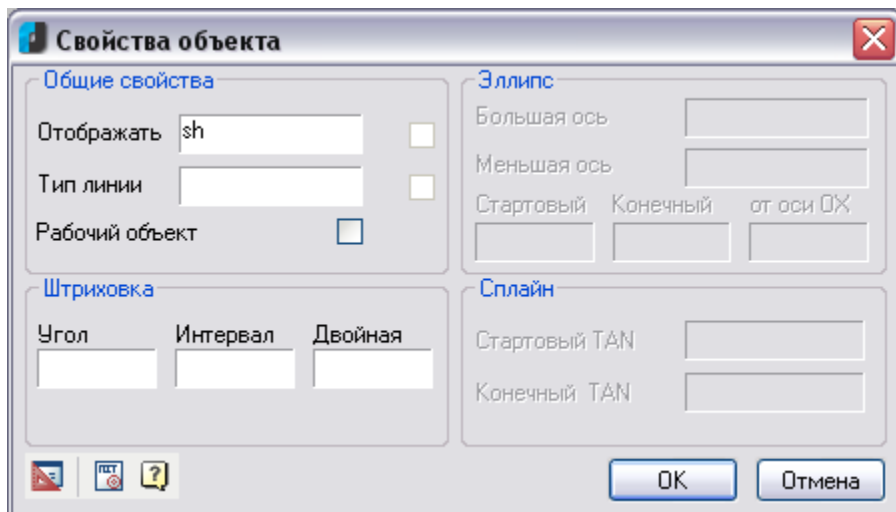 Свойства объекта
Общие свойства
Отображать sh
Тип линии
Рабочий объект
Эллипс
Большая ось
Меньшая ось
Стартовый Конечный от оси OX
Штриховка
Угол Интервал Двойная
Сплайн
Стартовый TAN
Конечный TAN
OK Отмена